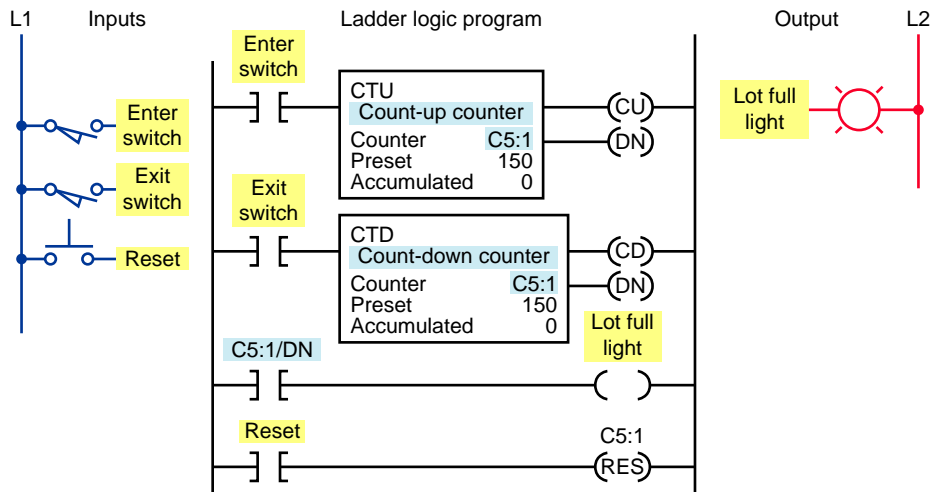 L1
Inputs
Ladder logic program
Output
L2
Enter
switch
Exit
switch
Reset
Enter
switch
CTU
Count-up counter
Counter C5:1
Preset 150
Accumulated 0
CU
DN
Exit
switch
CTD
Count-down counter
Counter C5:1
Preset 150
Accumulated 0
CD
DN
C5:1/DN
Lot full
light
Reset
C5:1
RES
Lot full
light